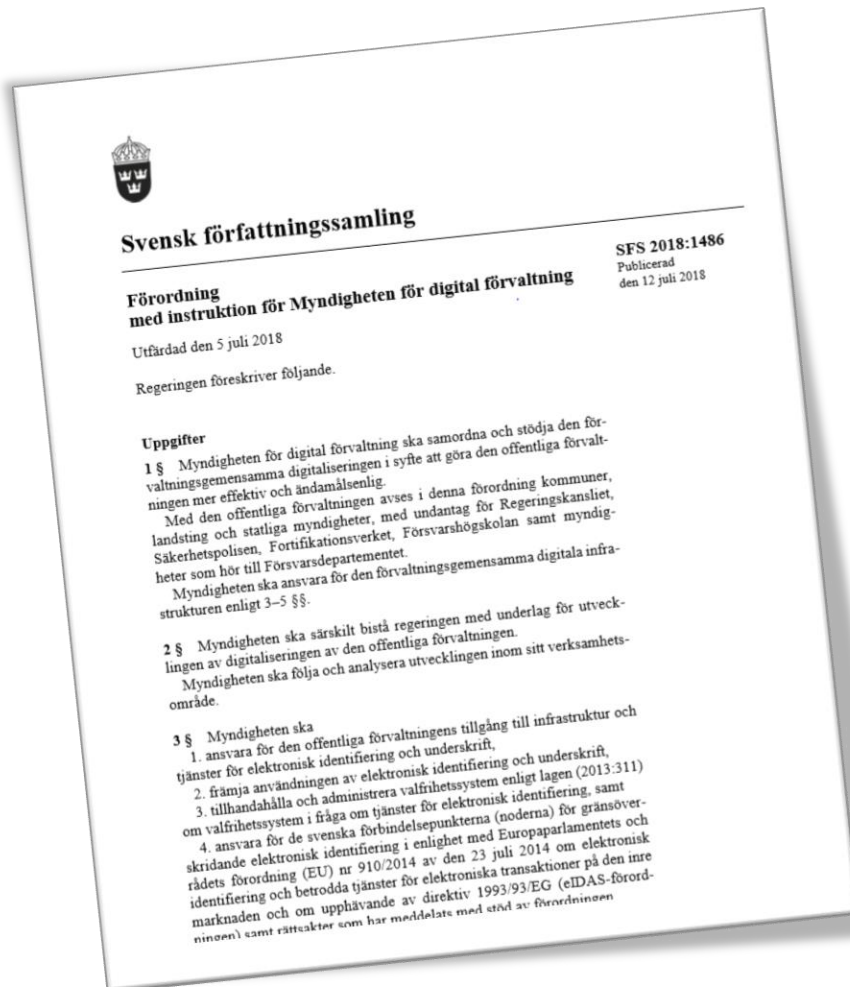 Svensk författningssamling
SFS 2018:1486
Publicerad
den 12 juli 2018
Förordning
med instruktion för Myndigheten för digital förvaltning
Utfärdad den 5 juli 2018
Regeringen föreskriver följande.
Uppgifter
1 § Myndigheten för digital förvaltning ska samordna och stödja den för-
valtningsgemensamma digitaliseringen i syfte att göra den offentliga förvalt-
ningen mer effektiv och ändamålsenlig.
Med den offentliga förvaltningen avses i denna förordning kommuner,
landsting och statliga myndigheter, med undantag för Regeringskansliet,
Säkerhetspolisen, Fortifikationsverket, Försvarshögskolan samt myndig-
heter som hör till Försvarsdepartementet.
Myndigheten ska ansvara för den förvaltningsgemensamma digitala infra-
strukturen enligt 3–5 §§.
2 § Myndigheten ska särskilt bistå regeringen med underlag för utveck-
lingen av digitaliseringen av den offentliga förvaltningen.
Myndigheten ska följa och analysera utvecklingen inom sitt verksamhets-
område.
3 § Myndigheten ska
1. ansvara för den offentliga förvaltningens tillgång till infrastruktur och
tjänster för elektronisk identifiering och underskrift,
2. främja användningen av elektronisk identifiering och underskrift,
3. tillhandahålla och administrera valfrihetssystem enligt lagen (2013:311)
om valfrihetssystem i fråga om tjänster för elektronisk identifiering, samt
4. ansvara för de svenska förbindelsepunkterna (noderna) för gränsöver-
skridande elektronisk identifiering i enlighet med Europaparlamentets och
rådets förordning (EU) nr 910/2014 av den 23 juli 2014 om elektronisk
identifiering och betrodda tjänster för elektroniska transaktioner på den inre
marknaden och om upphävande av direktiv 1993/93/EG (eIDAS-förord-
ningen) samt rättsakter som har meddelats med stöd av förordningen